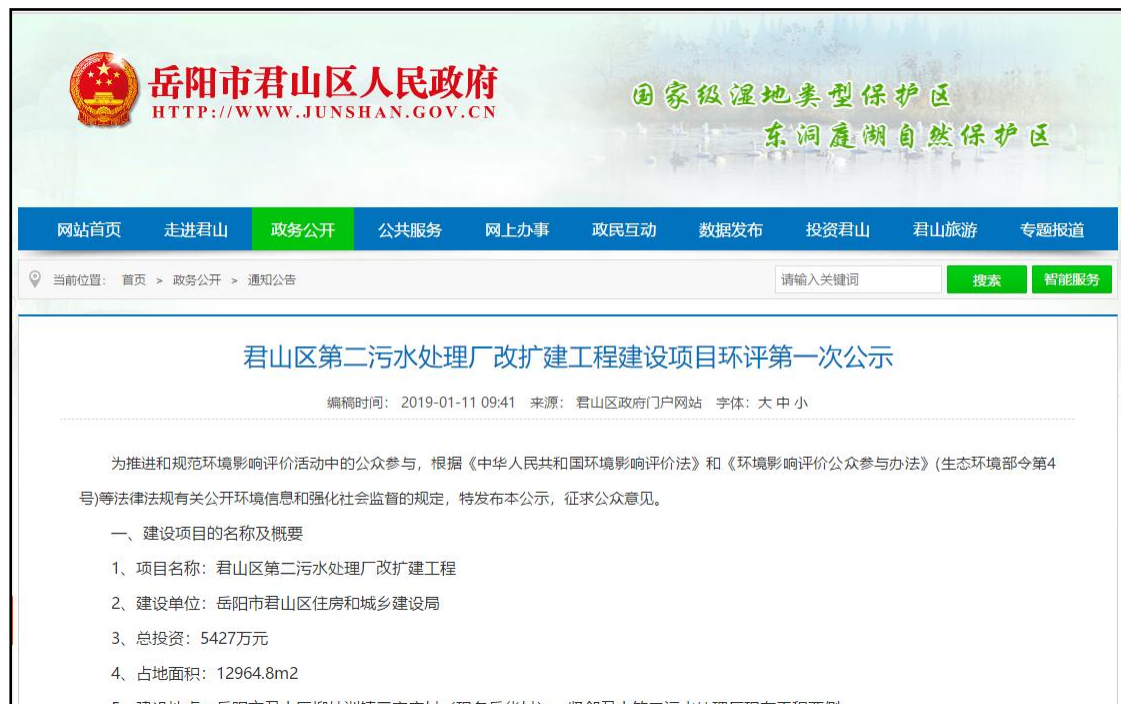 岳阳市君山区人民政府
HTTP://WWW.JUNSHAN.GOV.CN
国家级湿地类型保护区
东洞庭湖自然保护区
网站首页 走进君山 政务公开 公共服务 网上办事 政民互动 数据发布 投资君山 君山旅游 专题报道
当前位置: 首页 > 政务公开 > 通知公告 请输入关键词 搜索 智能服务
君山区第二污水处理厂改扩建工程建设项目环评第一次公示
编稿时间: 2019-01-11 09:41 来源: 君山区政府门户网站 字体: 大 中 小
为推进和规范环境影响评价活动中的公众参与，根据《中华人民共和国环境影响评价法》和《环境影响评价公众参与办法》(生态环境部令第4
号)等法律法规有关公开环境信息和强化社会监督的规定，特发布本公示，征求公众意见。
一、建设项目的名称及概要
1、项目名称：君山区第二污水处理厂改扩建工程
2、建设单位：岳阳市君山区住房和城乡建设局
3、总投资：5427万元
4、占地面积：12964.8m2